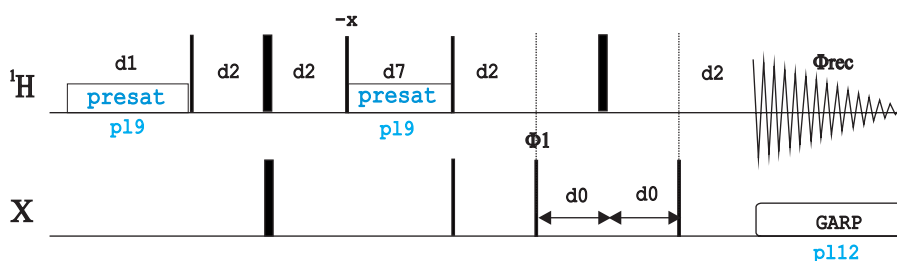 -x
d1 d2 d2 d7 d2 d2 Φrec
¹H presat presat
pl9 pl9
Φ1
d0 d0
X GARP
pl12